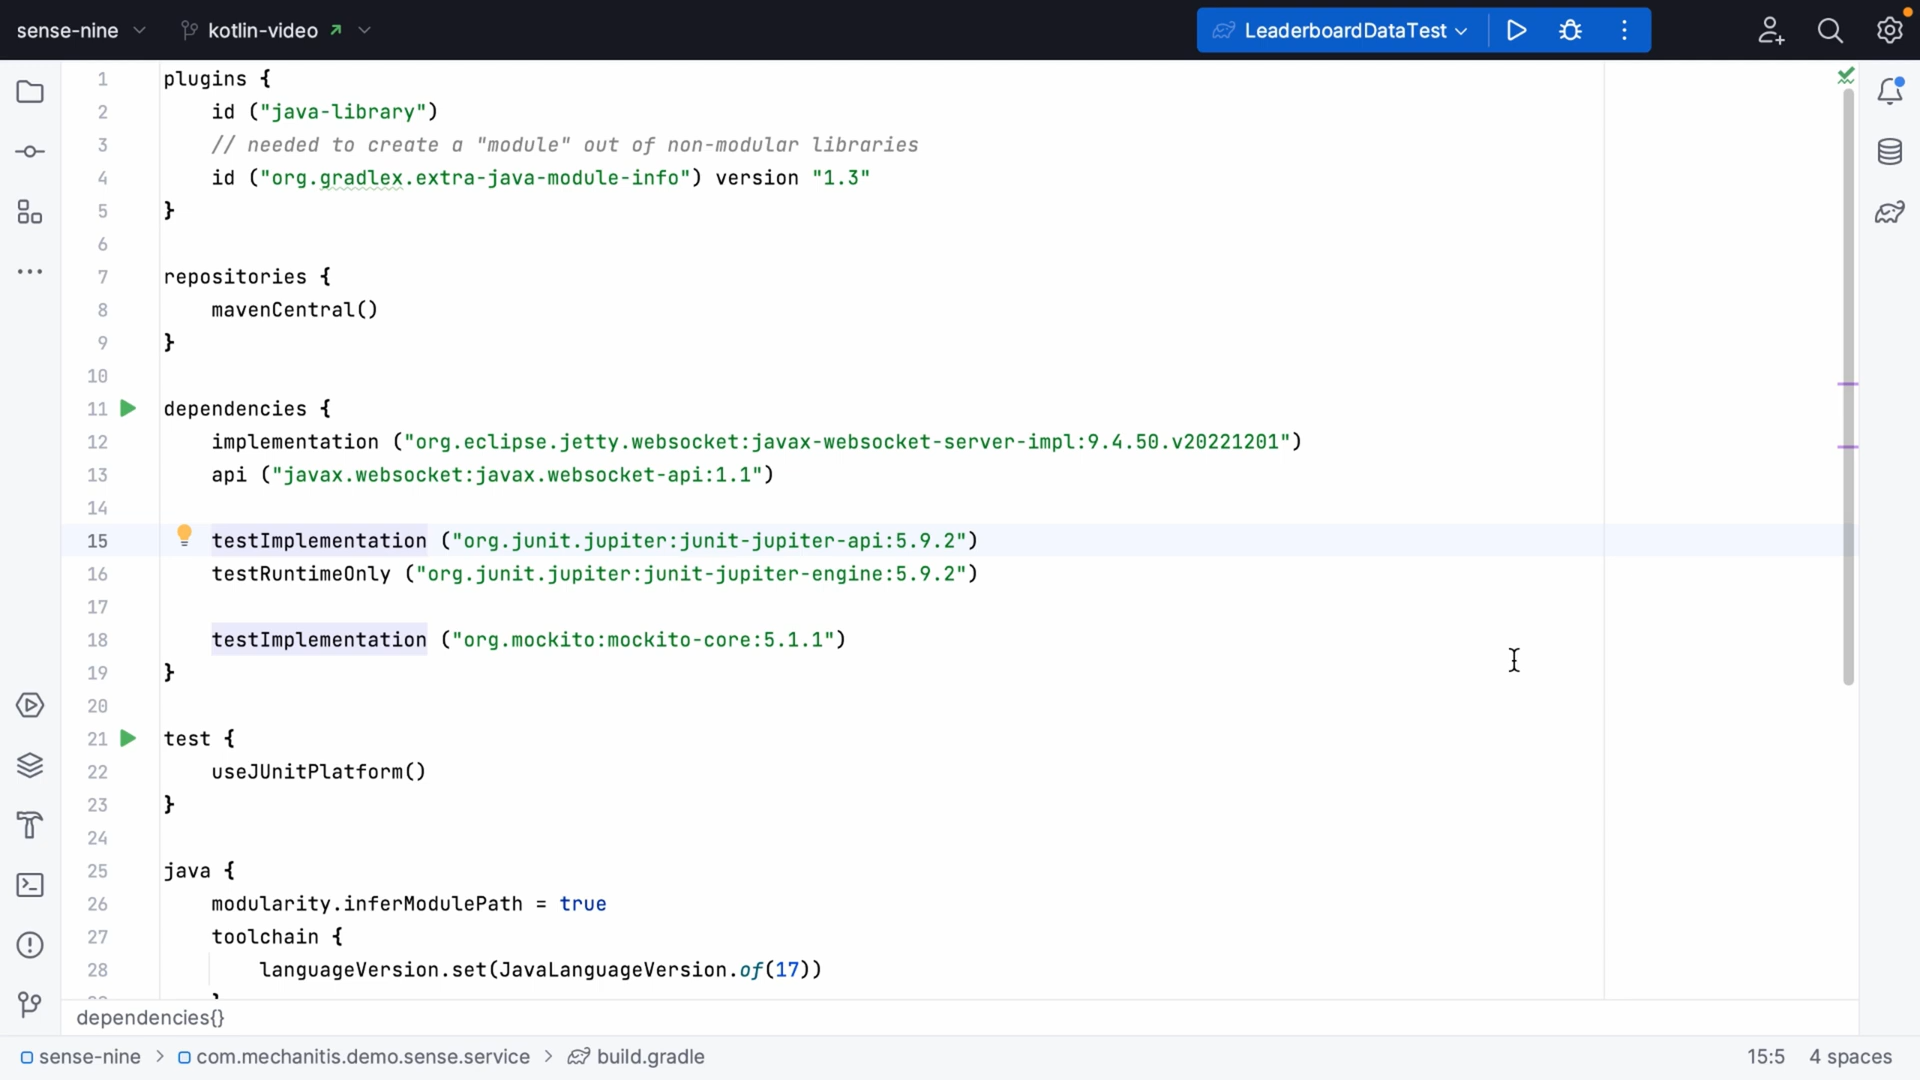 sense-nine kotlin-video LeaderboardDataTest
1 plugins {
2     id ("java-library")
3     // needed to create a "module" out of non-modular libraries
4     id ("org.gradlex.extra-java-module-info") version "1.3"
5 }
6
7 repositories {
8     mavenCentral()
9 }
10
11 dependencies {
12     implementation ("org.eclipse.jetty.websocket:javax-websocket-server-impl:9.4.50.v20221201")
13     api ("javax.websocket:javax.websocket-api:1.1")
14
15     testImplementation ("org.junit.jupiter:junit-jupiter-api:5.9.2")
16     testRuntimeOnly ("org.junit.jupiter:junit-jupiter-engine:5.9.2")
17
18     testImplementation ("org.mockito:mockito-core:5.1.1")
19 }
20
21 test {
22     useJUnitPlatform()
23 }
24
25 java {
26     modularity.inferModulePath = true
27     toolchain {
28         languageVersion.set(JavaLanguageVersion.of(17))
dependencies{}
sense-nine > com.mechanitis.demo.sense.service > build.gradle 15:5 4 spaces